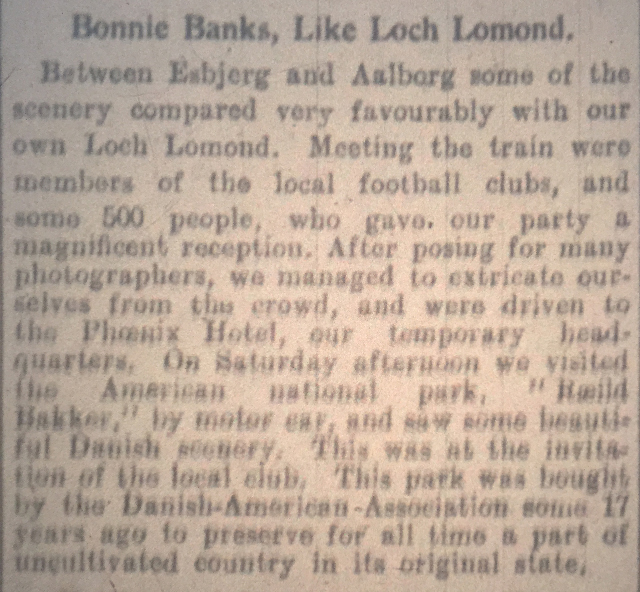 Bonnie Banks, Like Loch Lomond.
Between Esbjerg and Aalborg some of the
scenery compared very favourably with our
own Loch Lomond. Meeting the train were
members of the local football clubs, and
some 500 people, who gave. our party a
magnificent reception. After posing for many
photographers, we managed to extricate our-
selves from the crowd, and were driven to
the Phœnix Hotel, our temporary head-
quarters. On Saturday afternoon we visited
the American national park, "Ræild
Bakker," by motor car, and saw some beauti-
ful Danish scenery. This was at the invita-
tion of the local club. This park was bought
by the Danish-American-Association some 17
years ago to preserve for all time a part of
uncultivated country in its original state.